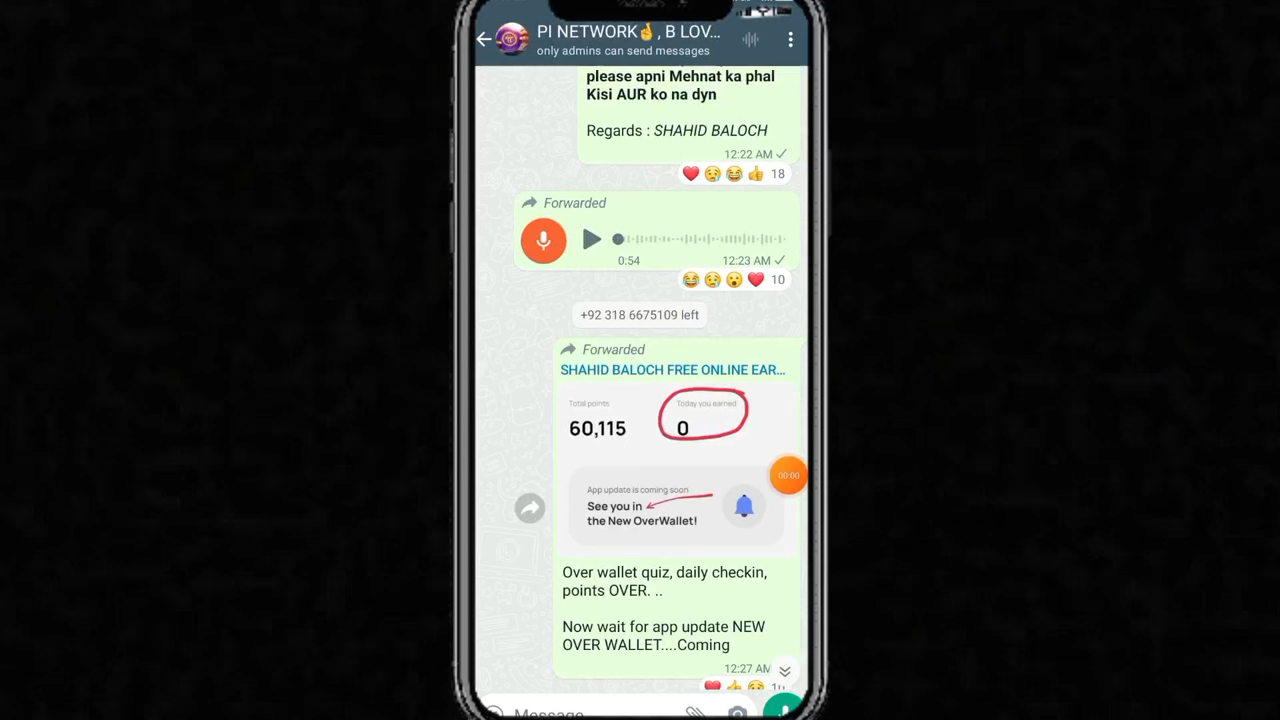 PI NETWORK🤞, B LOV...
only admins can send messages
please apni Mehnat ka phal
Kisi AUR ko na dyn
Regards : SHAHID BALOCH
12:22 AM
18
Forwarded
0:54
12:23 AM
10
+92 318 6675109 left
Forwarded
SHAHID BALOCH FREE ONLINE EAR...
Total points
Today you earned
60,115
0
00:00
App update is coming soon
See you in
the New OverWallet!
Over wallet quiz, daily checkin,
points OVER. ..
Now wait for app update NEW
OVER WALLET....Coming
12:27 AM
Message